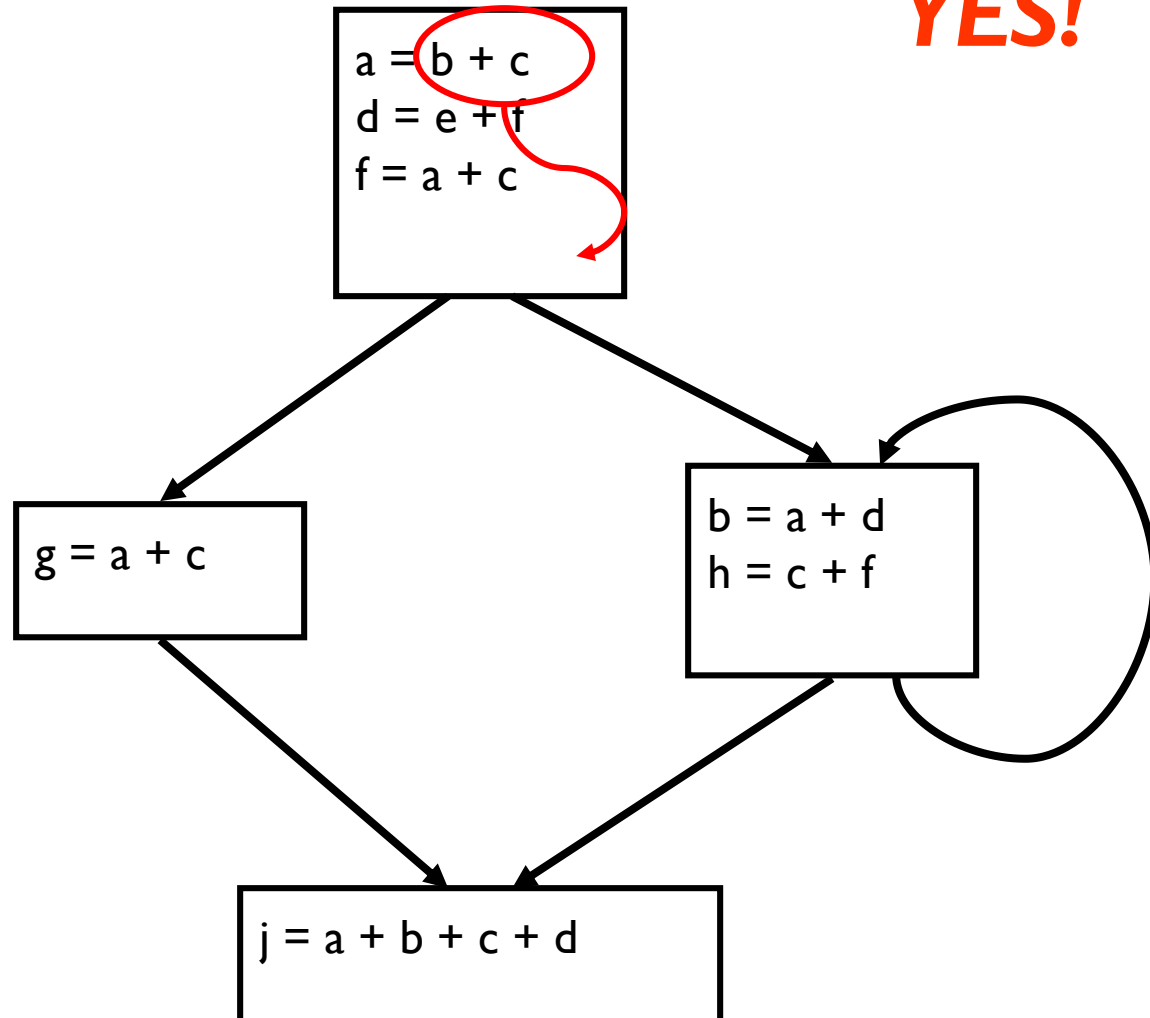 YES!
a = b + c
d = e + f
f = a + c
g = a + c
b = a + d
h = c + f
j = a + b + c + d